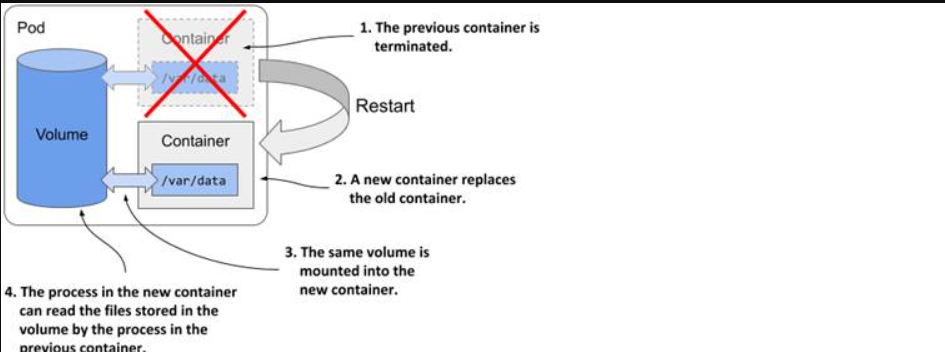 Pod
Container
/var/data
1. The previous container is
terminated.
Restart
Volume
Container
/var/data
2. A new container replaces
the old container.
3. The same volume is
mounted into the
new container.
4. The process in the new container
can read the files stored in the
volume by the process in the
previous container.